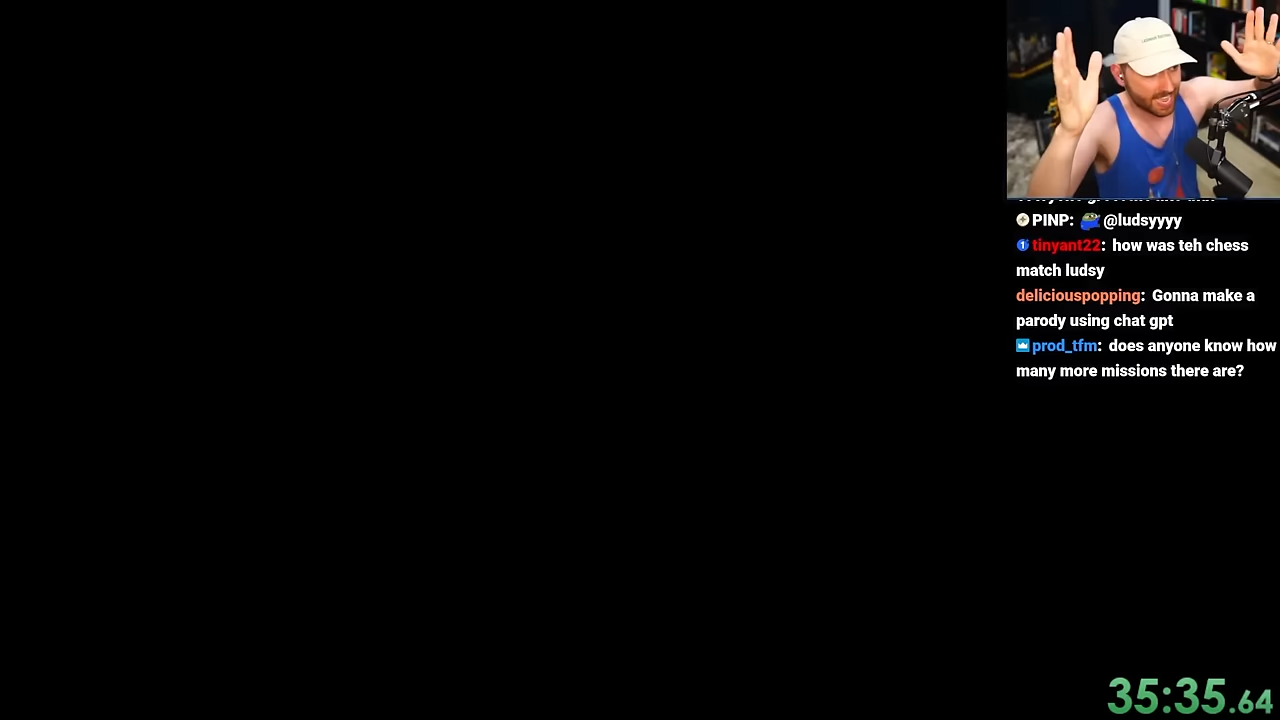 PINP: @ludsyyyy
tinyant22: how was teh chess
match ludsy
deliciouspopping: Gonna make a
parody using chat gpt
prod_tfm: does anyone know how
many more missions there are?
35:35.64